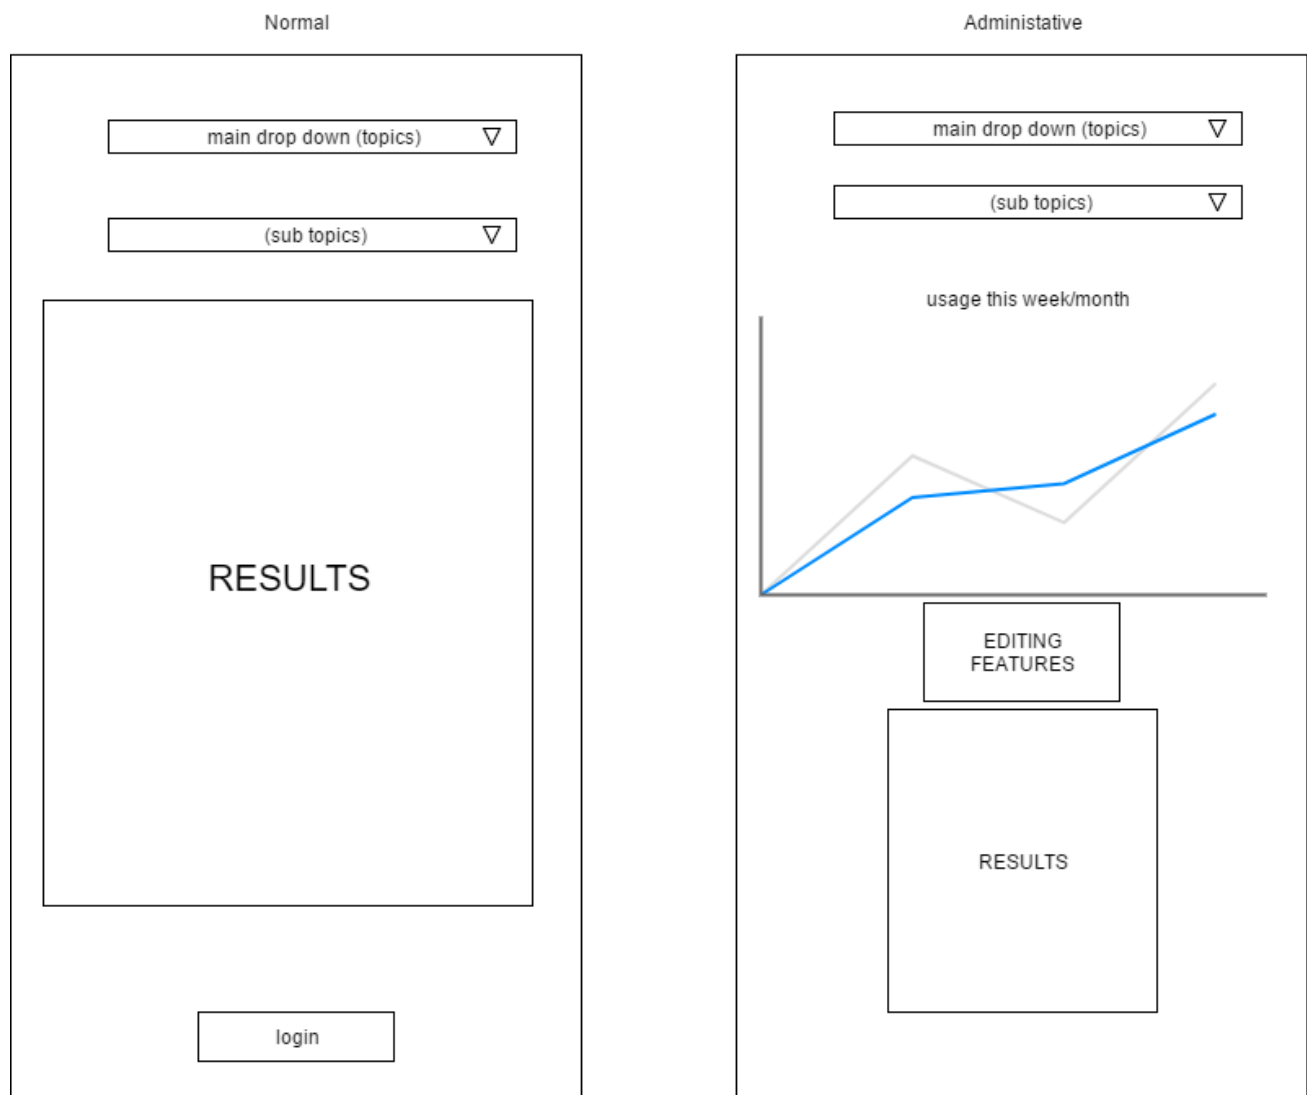 Normal
main drop down (topics)
(sub topics)
RESULTS
login
Administative
main drop down (topics)
(sub topics)
usage this week/month
EDITING
FEATURES
RESULTS